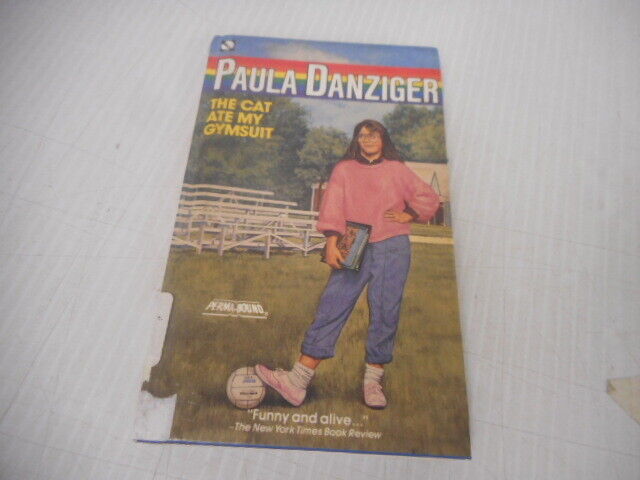 PAULA DANZIGER
THE CAT
ATE MY
GYMSUIT
PERMA-BOUND
"Funny and alive..."
–The New York Times Book Review